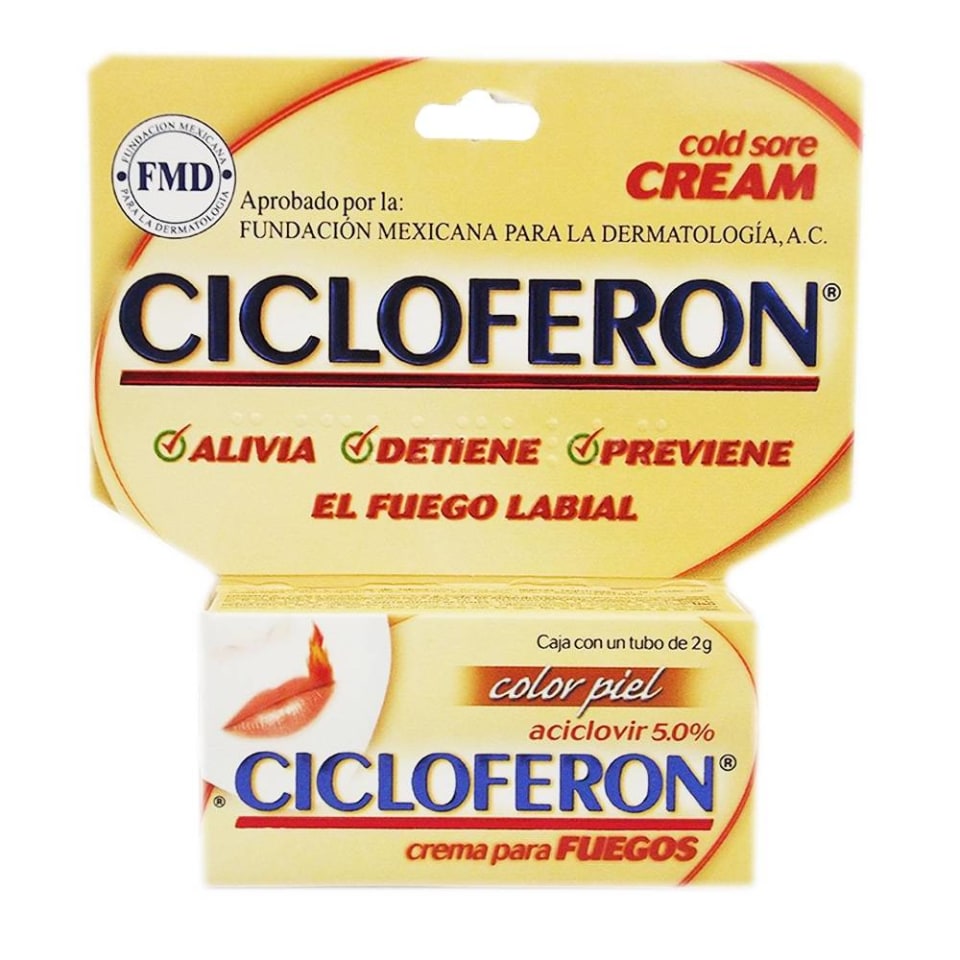 FUNDACION MEXICANA
FMD
PARA LA DERMATOLOGIA
cold sore
CREAM
Aprobado por la:
FUNDACIÓN MEXICANA PARA LA DERMATOLOGÍA, A.C.
CICLOFERON®
ALIVIA DETIENE PREVIENE
EL FUEGO LABIAL
Caja con un tubo de 2g
color piel
aciclovir 5.0%
® CICLOFERON®
crema para FUEGOS